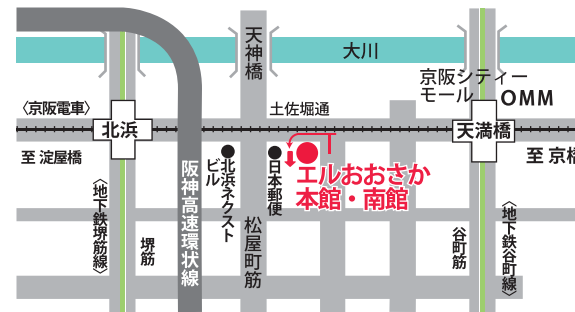 天神橋
大川
京阪シティー
モール
OMM
〈京阪電車〉
土佐堀通
北浜
天満橋
至 淀屋橋
至 京橋
阪神高速環状線
北浜ネクスト
ビル
日本郵便
エルおおさか
本館・南館
〈地下鉄堺筋線〉
堺筋
松屋町筋
谷町筋
〈地下鉄谷町線〉